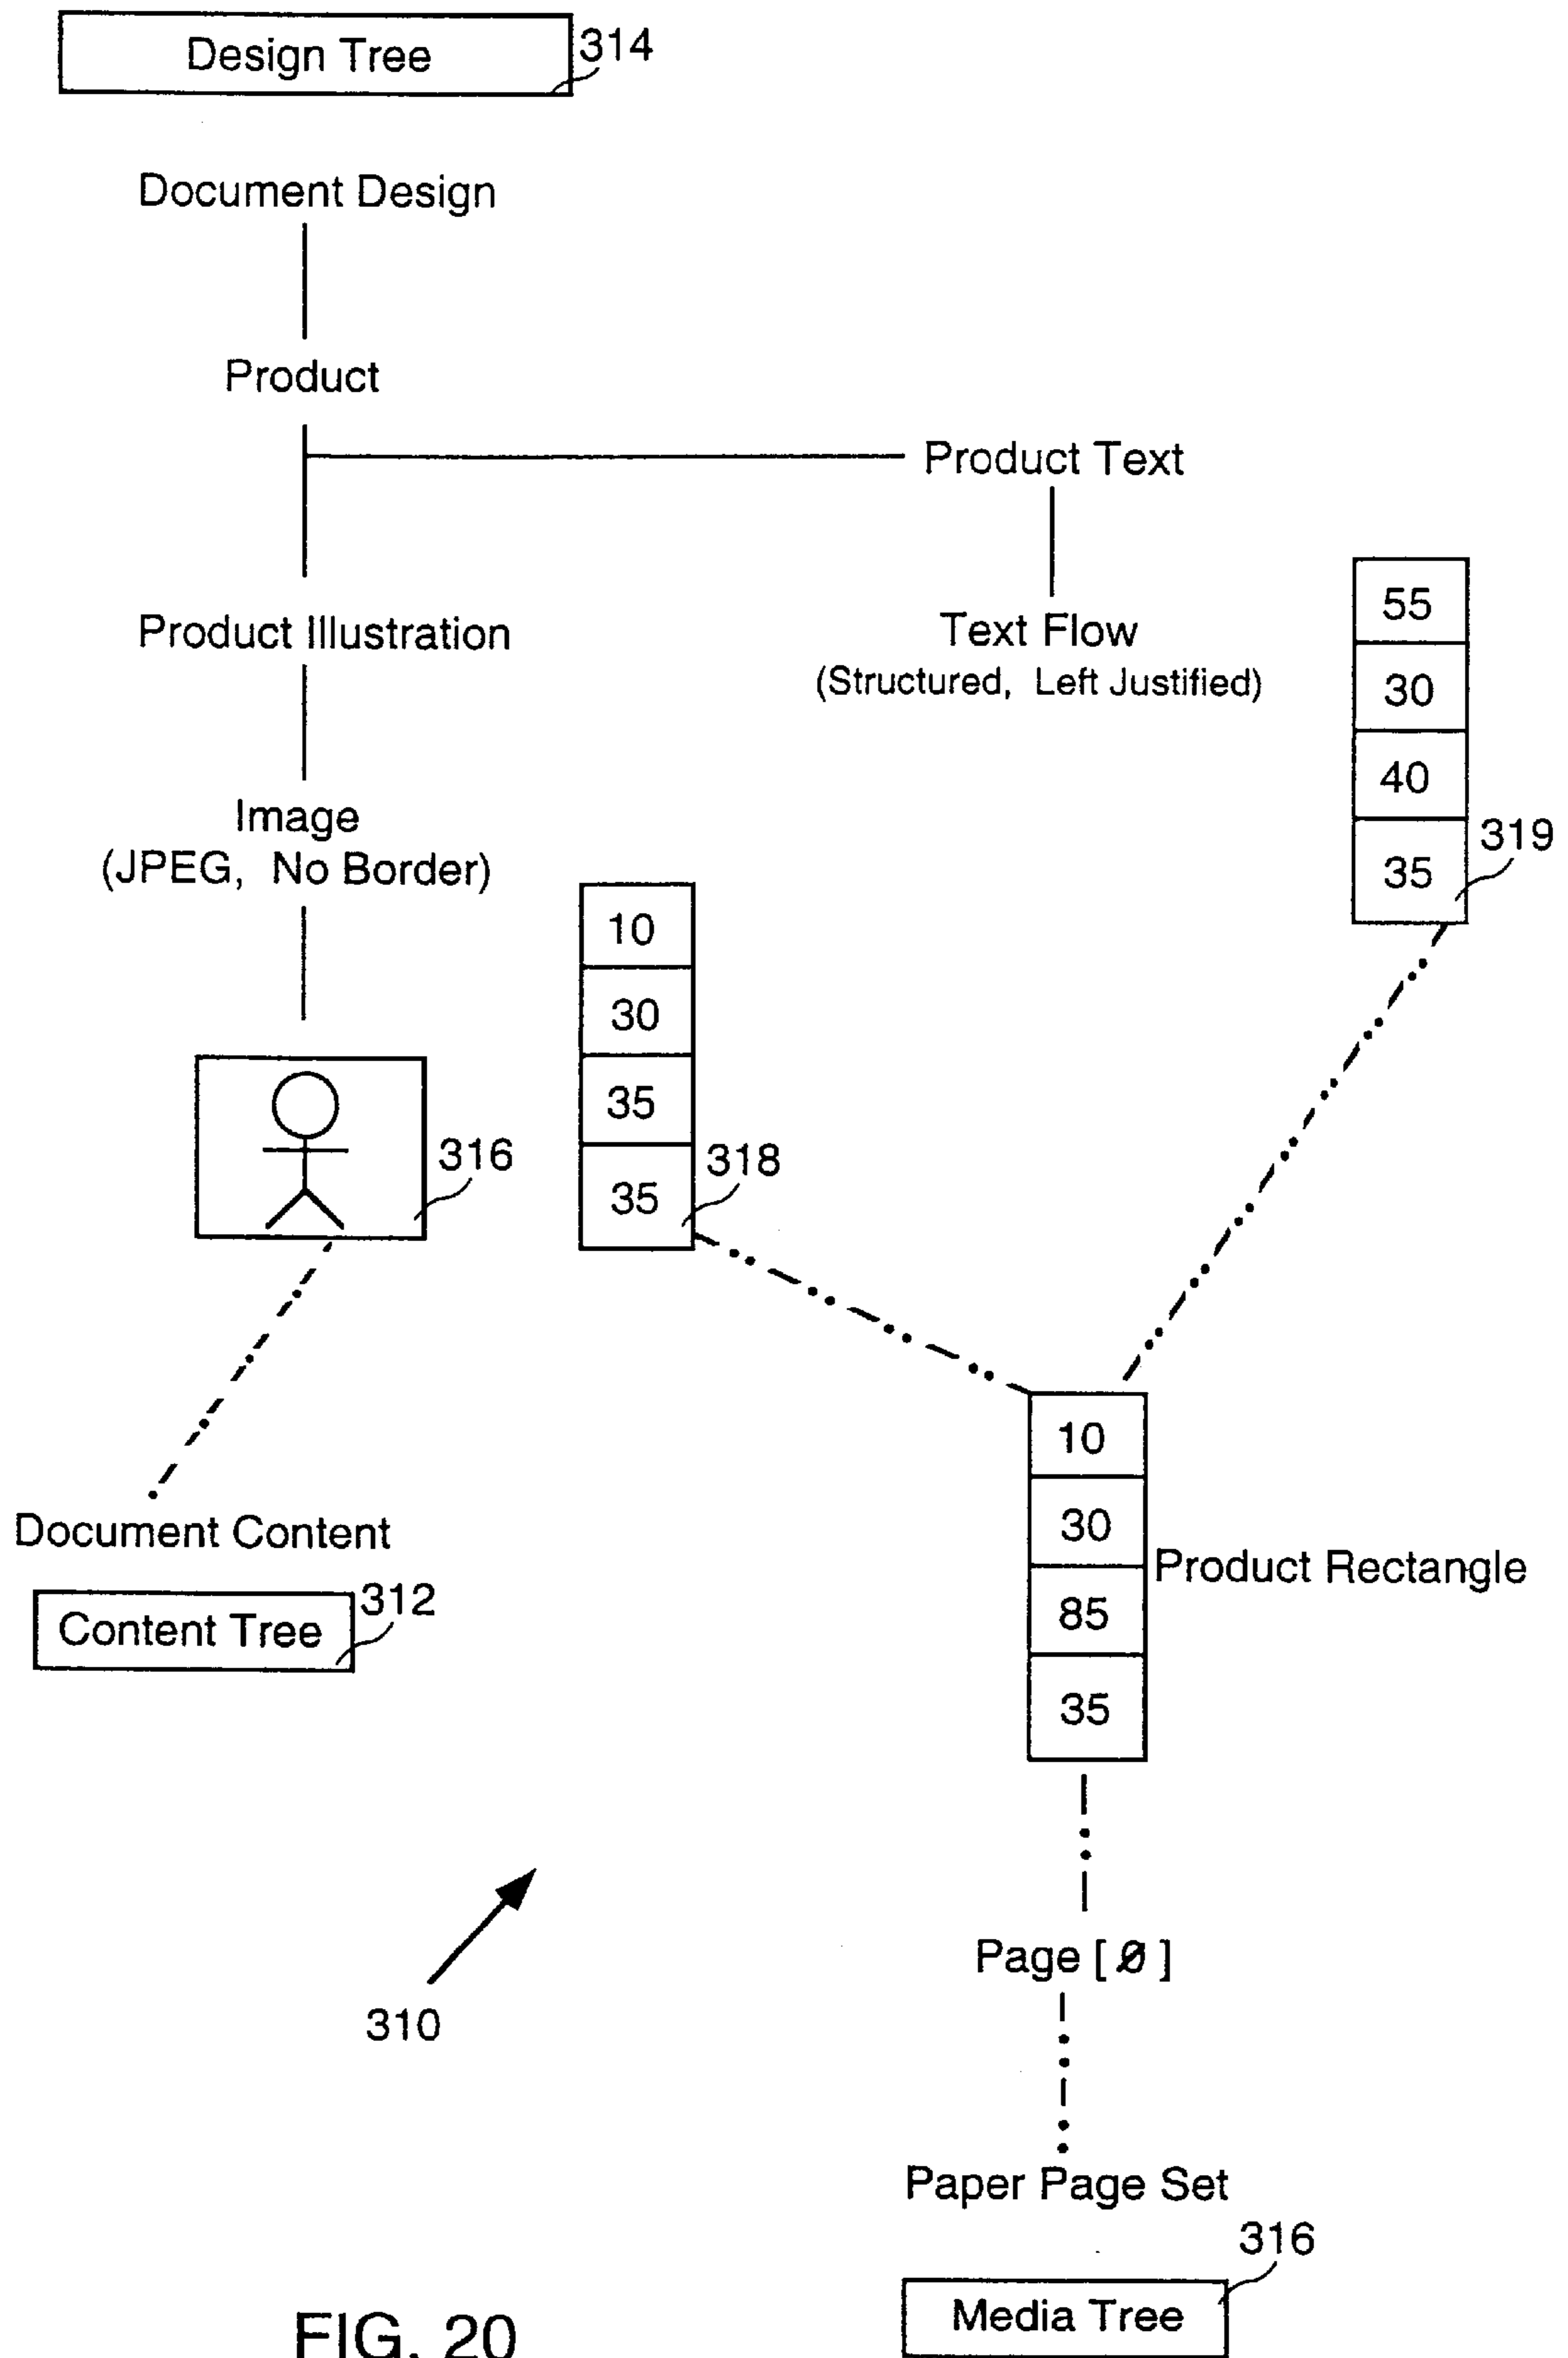 Design Tree
314
Document Design
Product
Product Text
Product Illustration
Text Flow
(Structured, Left Justified)
55
30
40
35
319
Image
(JPEG, No Border)
10
30
35
35
318
316
10
30
85
35
Product Rectangle
Document Content
Content Tree
312
310
Page [ 0 ]
Paper Page Set
316
Media Tree
FIG. 20